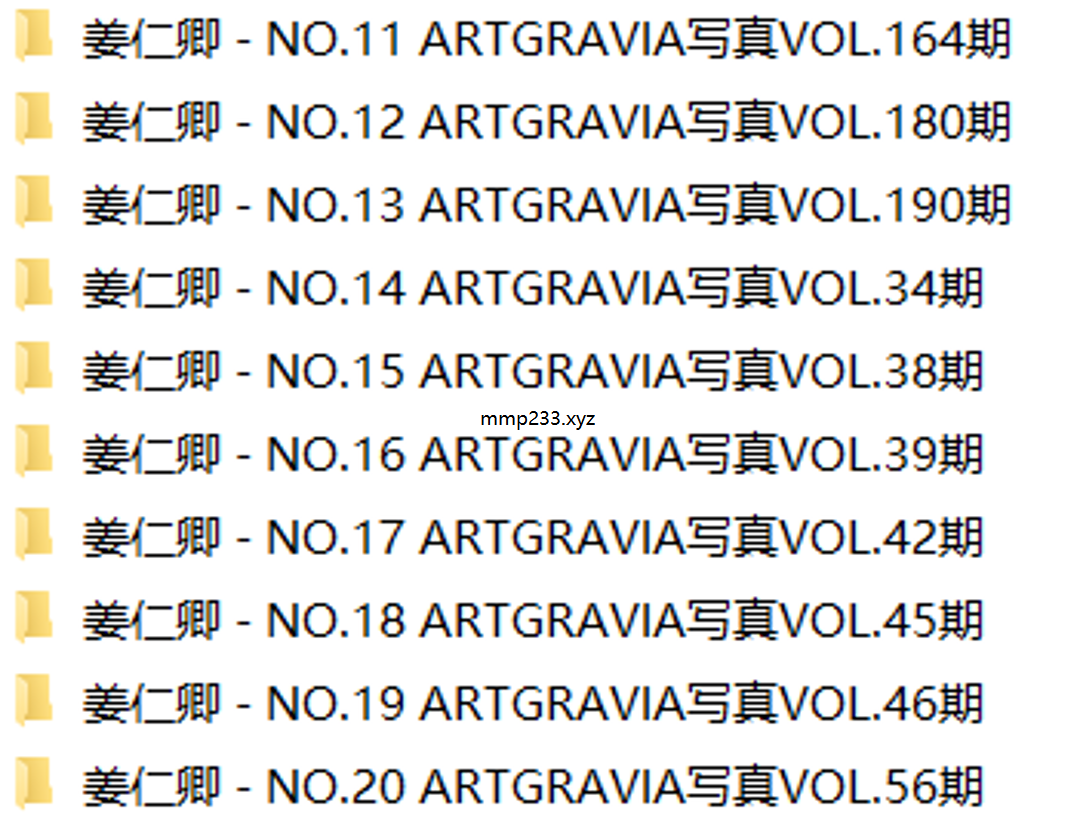 姜仁卿 - NO.11 ARTGRAVIA写真VOL.164期
姜仁卿 - NO.12 ARTGRAVIA写真VOL.180期
姜仁卿 - NO.13 ARTGRAVIA写真VOL.190期
姜仁卿 - NO.14 ARTGRAVIA写真VOL.34期
姜仁卿 - NO.15 ARTGRAVIA写真VOL.38期
mmp233.xyz
姜仁卿 - NO.16 ARTGRAVIA写真VOL.39期
姜仁卿 - NO.17 ARTGRAVIA写真VOL.42期
姜仁卿 - NO.18 ARTGRAVIA写真VOL.45期
姜仁卿 - NO.19 ARTGRAVIA写真VOL.46期
姜仁卿 - NO.20 ARTGRAVIA写真VOL.56期